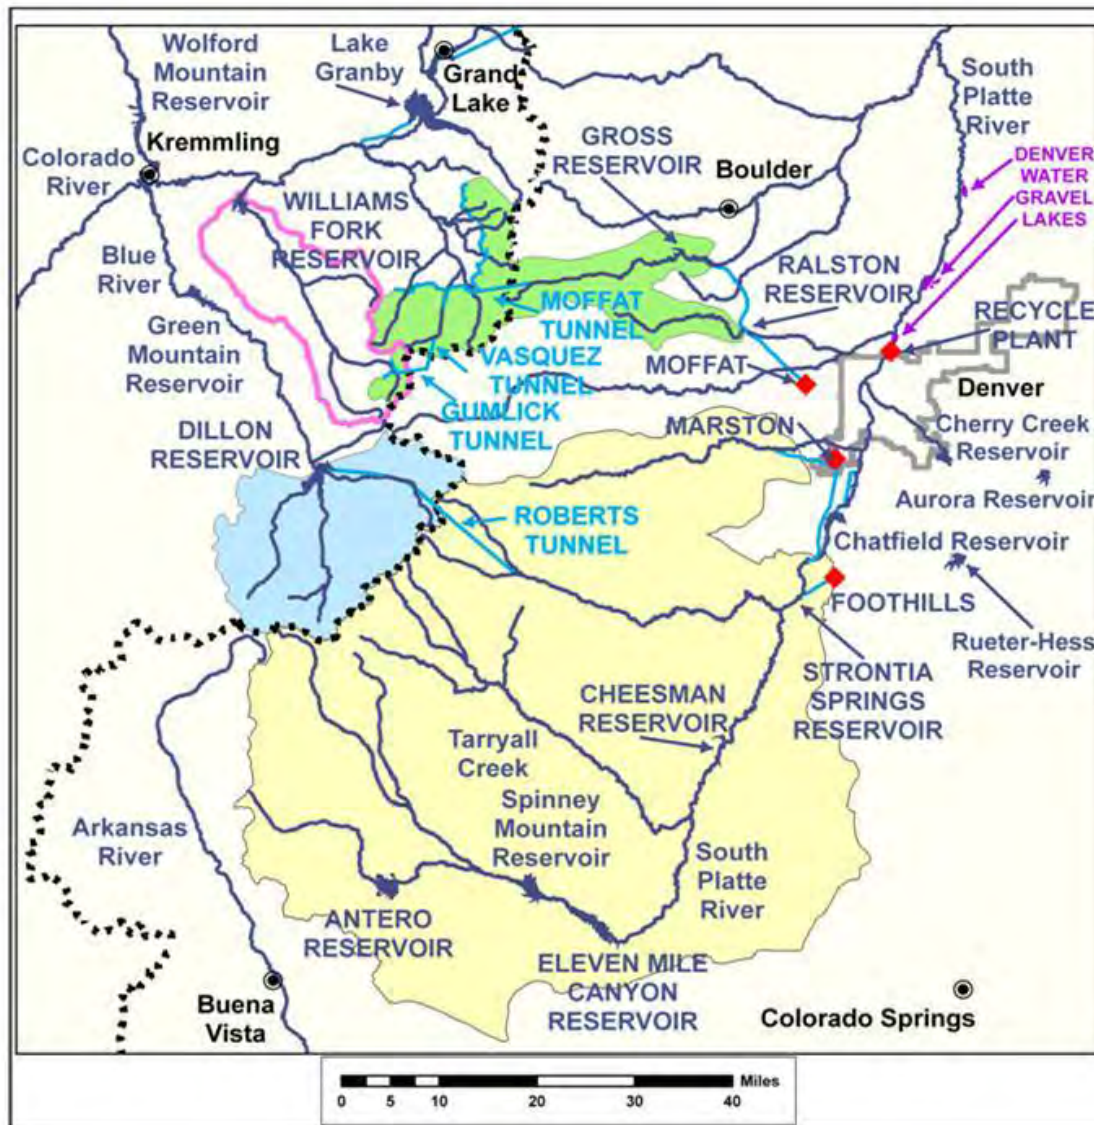 Wolford
Mountain
Reservoir
Lake
Granby
Grand
Lake
South
Platte
River
Kremmling
GROSS
RESERVOIR
Boulder
DENVER
WATER
GRAVEL
LAKES
Colorado
River
WILLIAMS
FORK
RESERVOIR
Blue
River
RALSTON
RESERVOIR
MOFFAT
TUNNEL
RECYCLE
PLANT
Green
Mountain
Reservoir
VASQUEZ
TUNNEL
MOFFAT
Denver
GUMLICK
TUNNEL
DILLON
RESERVOIR
MARSTON
Cherry Creek
Reservoir
Aurora Reservoir
ROBERTS
TUNNEL
Chatfield Reservoir
FOOTHILLS
Rueter-Hess
Reservoir
STRONTIA
SPRINGS
RESERVOIR
CHEESMAN
RESERVOIR
Tarryall
Creek
Spinney
Mountain
Reservoir
Arkansas
River
South
Platte
River
ANTERO
RESERVOIR
ELEVEN MILE
CANYON
RESERVOIR
Buena
Vista
Colorado Springs
Miles
0 5 10 20 30 40